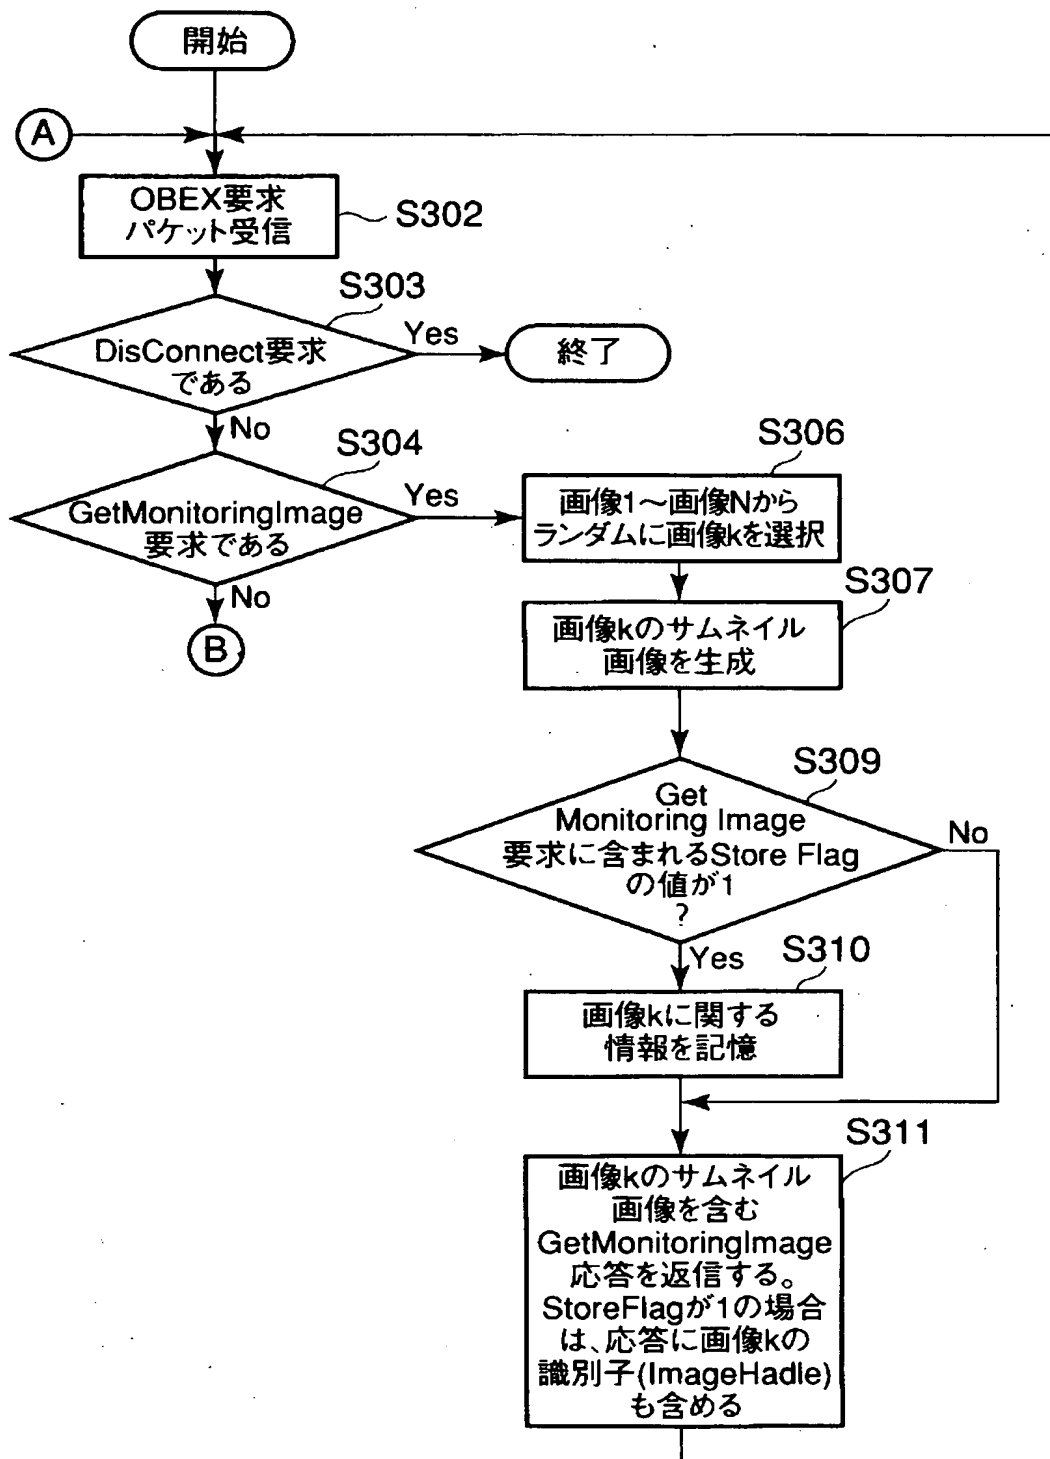 開始
A
OBEX要求
パケット受信
S302
S303
DisConnect要求
である
Yes
終了
No
S304
GetMonitoringImage
要求である
Yes
No
B
S306
画像1～画像Nから
ランダムに画像kを選択
S307
画像kのサムネイル
画像を生成
S309
Get
Monitoring Image
要求に含まれるStore Flag
の値が1
?
No
Yes
S310
画像kに関する
情報を記憶
S311
画像kのサムネイル
画像を含む
GetMonitoringImage
応答を返信する。
StoreFlagが1の場合
は、応答に画像kの
識別子(ImageHadle)
も含める